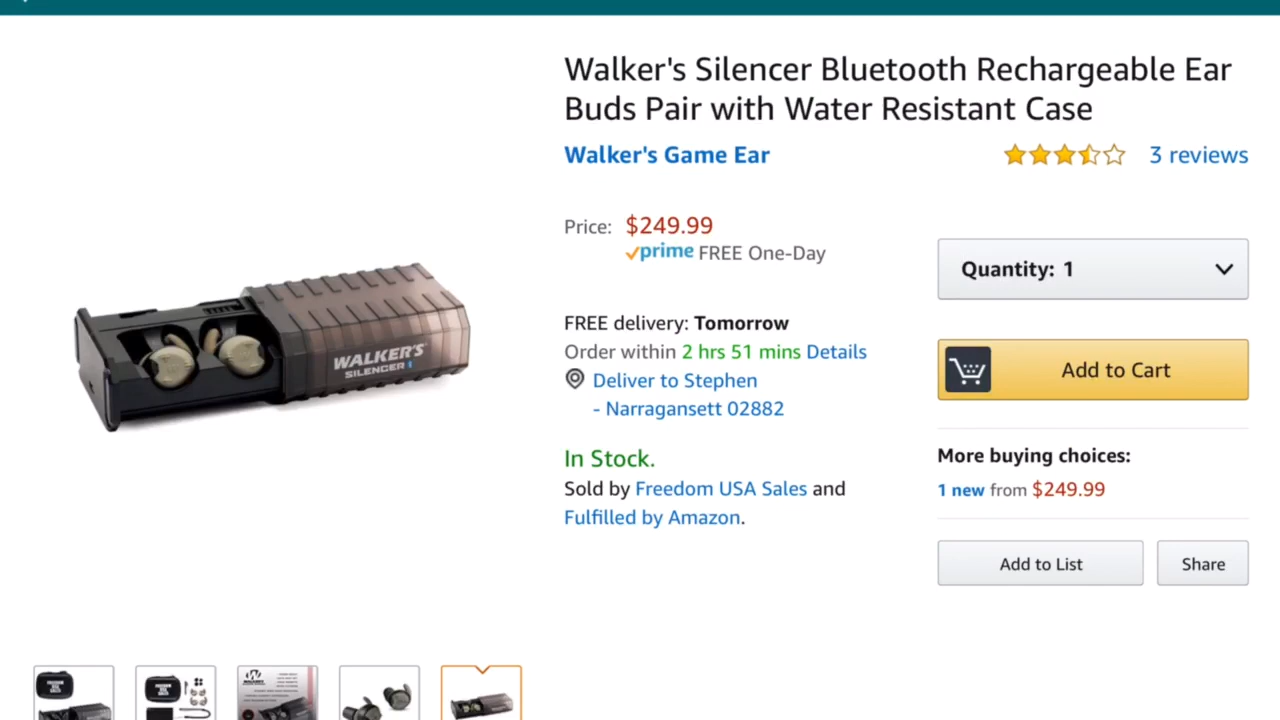 Walker's Silencer Bluetooth Rechargeable Ear
Buds Pair with Water Resistant Case
Walker's Game Ear
3 reviews
Price: $249.99
prime FREE One-Day
Quantity: 1
FREE delivery: Tomorrow
Order within 2 hrs 51 mins Details
Deliver to Stephen
- Narragansett 02882
Add to Cart
WALKER'S
SILENCER
More buying choices:
1 new from $249.99
In Stock.
Sold by Freedom USA Sales and
Fulfilled by Amazon.
Add to List
Share